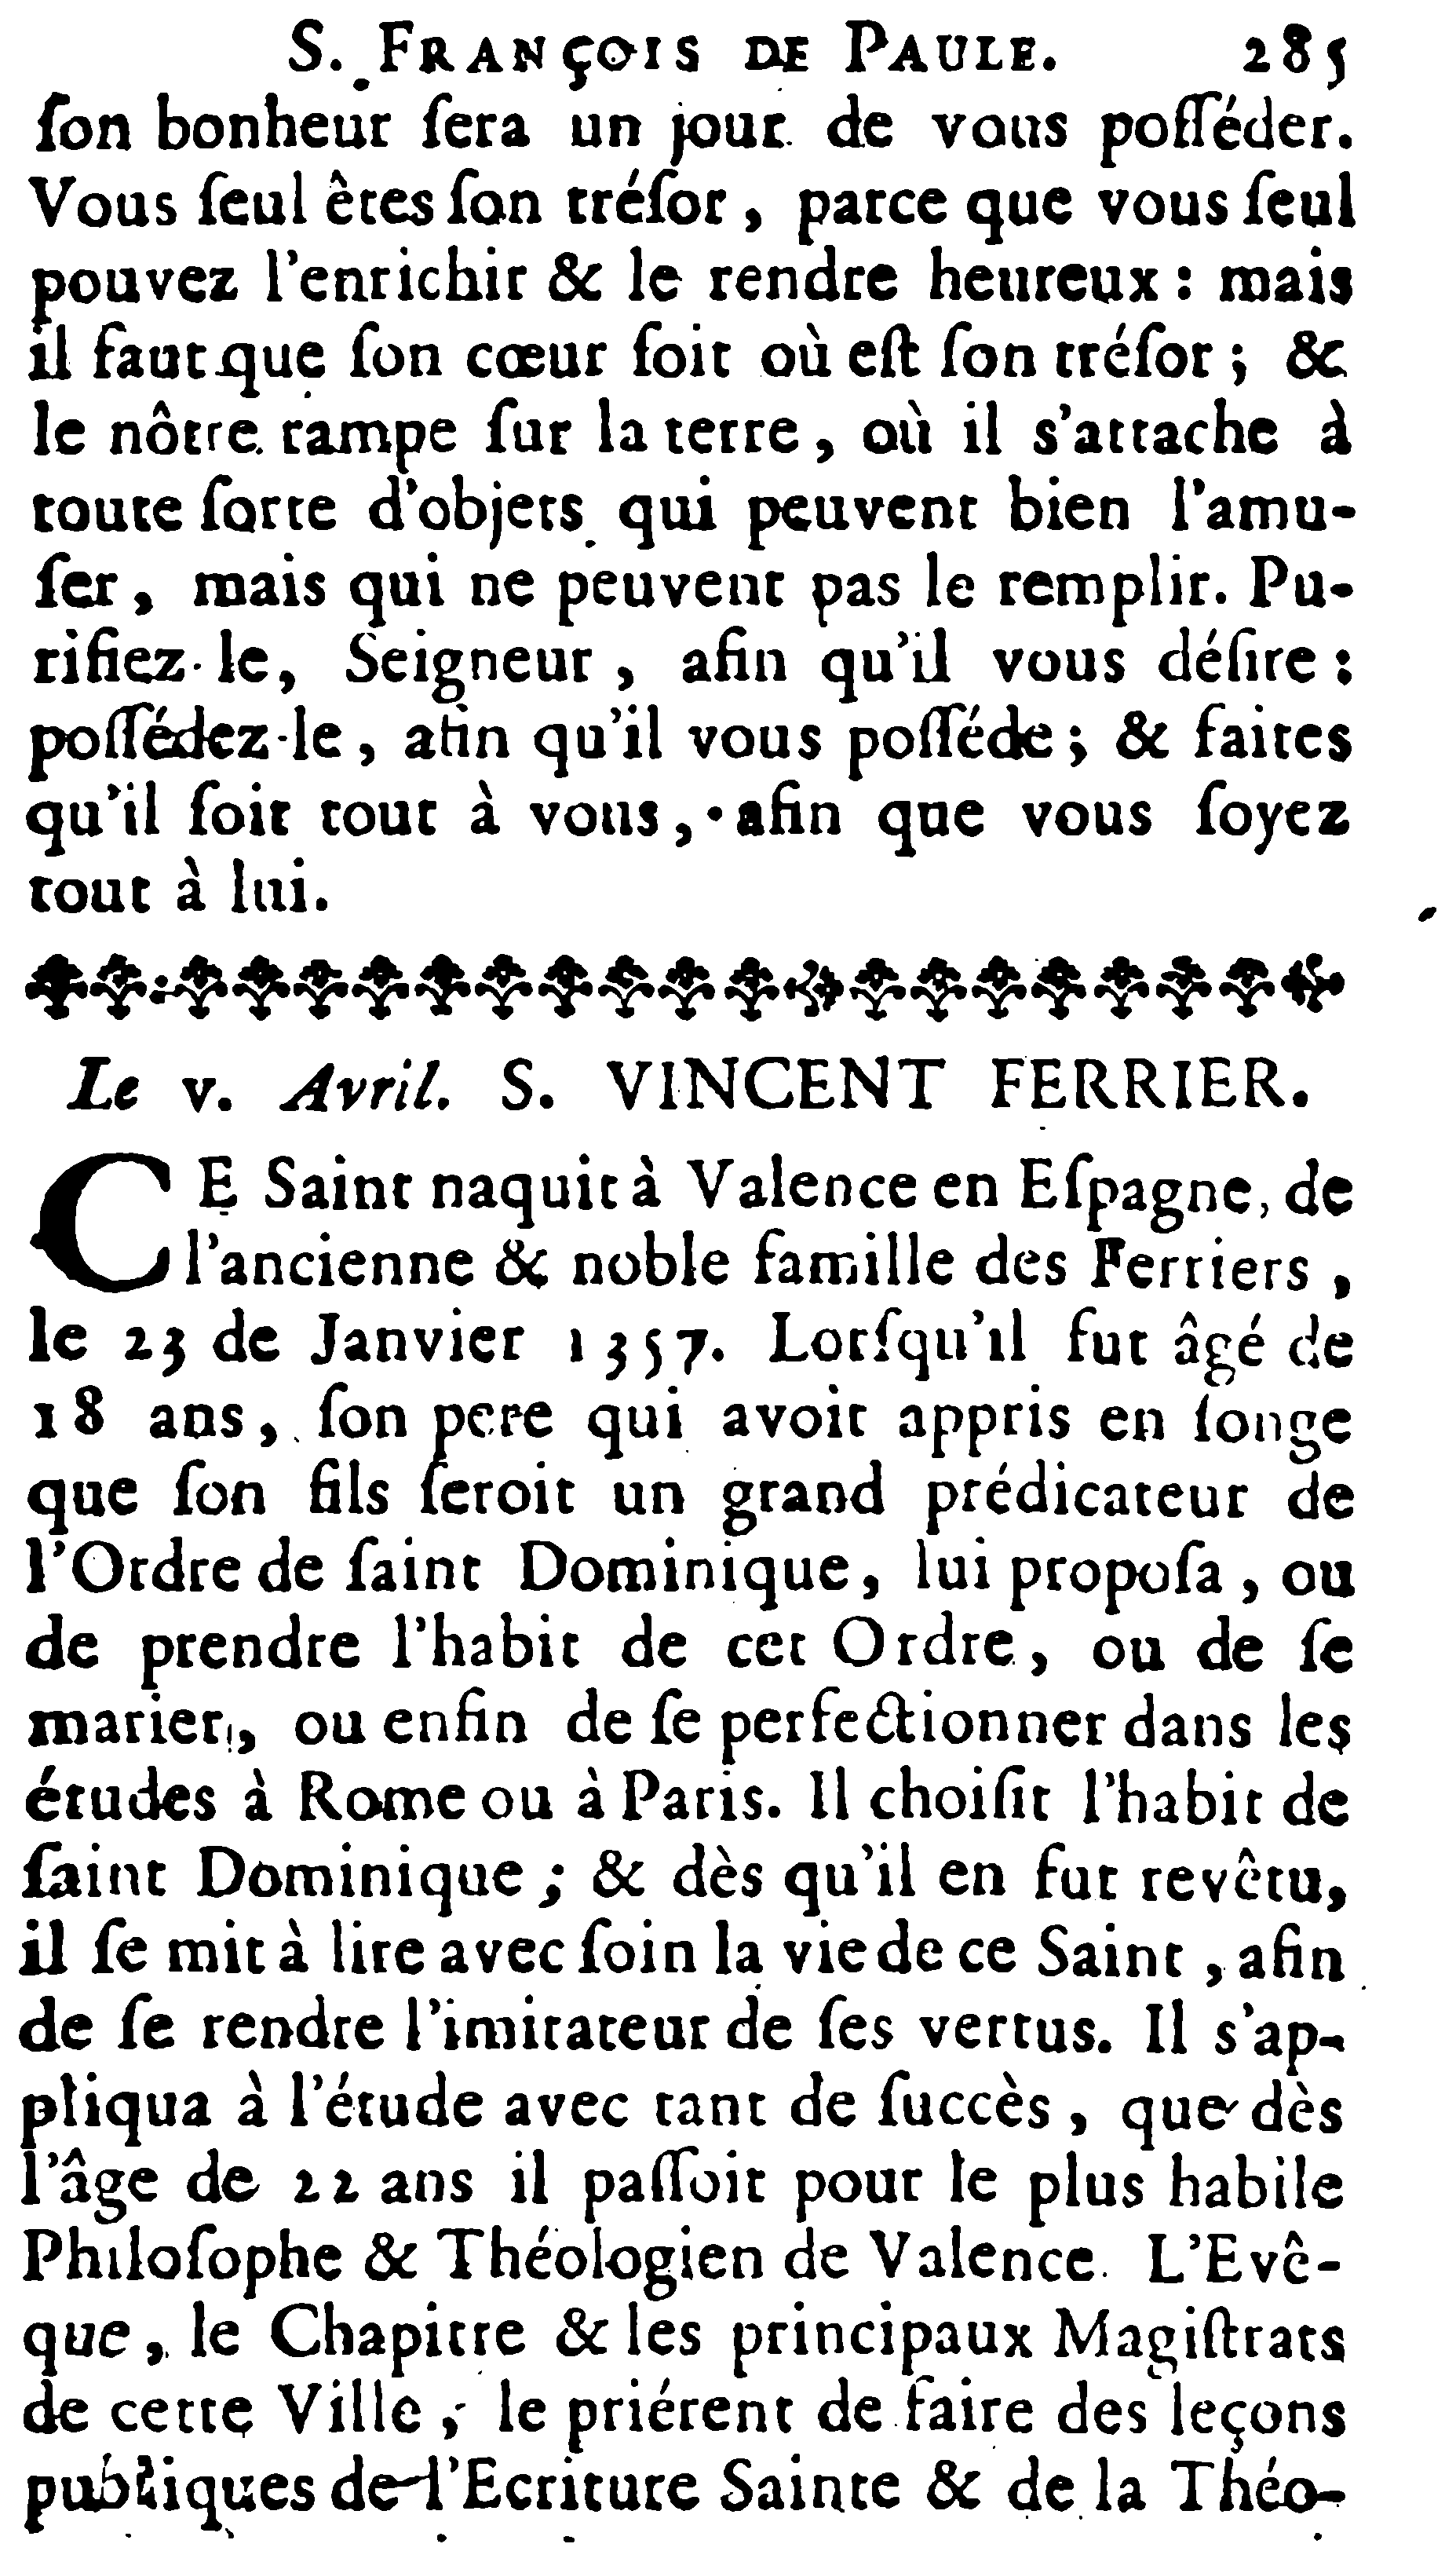 S. FRANÇOIS DE PAULE. 285
ſon bonheur ſera un jour de vous poſſéder.
Vous ſeul êtes ſon tréſor, parce que vous ſeul
pouvez l'enrichir & le rendre heureux : mais
il faut que ſon cœur ſoit où eſt ſon tréſor ; &
le nôtre rampe ſur la terre, où il s'attache à
toute ſorte d'objets qui peuvent bien l'amu-
ſer, mais qui ne peuvent pas le remplir. Pu-
rifiez-le, Seigneur, afin qu'il vous déſire :
poſſédez-le, afin qu'il vous poſſéde ; & faites
qu'il ſoit tout à vous, afin que vous ſoyez
tout à lui.
Le v. Avril. S. VINCENT FERRIER.
CE Saint naquit à Valence en Eſpagne, de
l'ancienne & noble famille des Ferriers,
le 23 de Janvier 1357. Lorſqu'il fut âgé de
18 ans, ſon pere qui avoit appris en ſonge
que ſon fils ſeroit un grand prédicateur de
l'Ordre de ſaint Dominique, lui propoſa, ou
de prendre l'habit de cet Ordre, ou de ſe
marier, ou enfin de ſe perfectionner dans les
études à Rome ou à Paris. Il choiſit l'habit de
ſaint Dominique ; & dès qu'il en fut revêtu,
il ſe mit à lire avec ſoin la vie de ce Saint, afin
de ſe rendre l'imitateur de ſes vertus. Il s'ap-
pliqua à l'étude avec tant de ſuccès, que dès
l'âge de 22 ans il paſſoit pour le plus habile
Philoſophe & Théologien de Valence. L'Evê-
que, le Chapitre & les principaux Magiſtrats
de cette Ville, le priérent de faire des leçons
publiques de l'Ecriture Sainte & de la Théo-